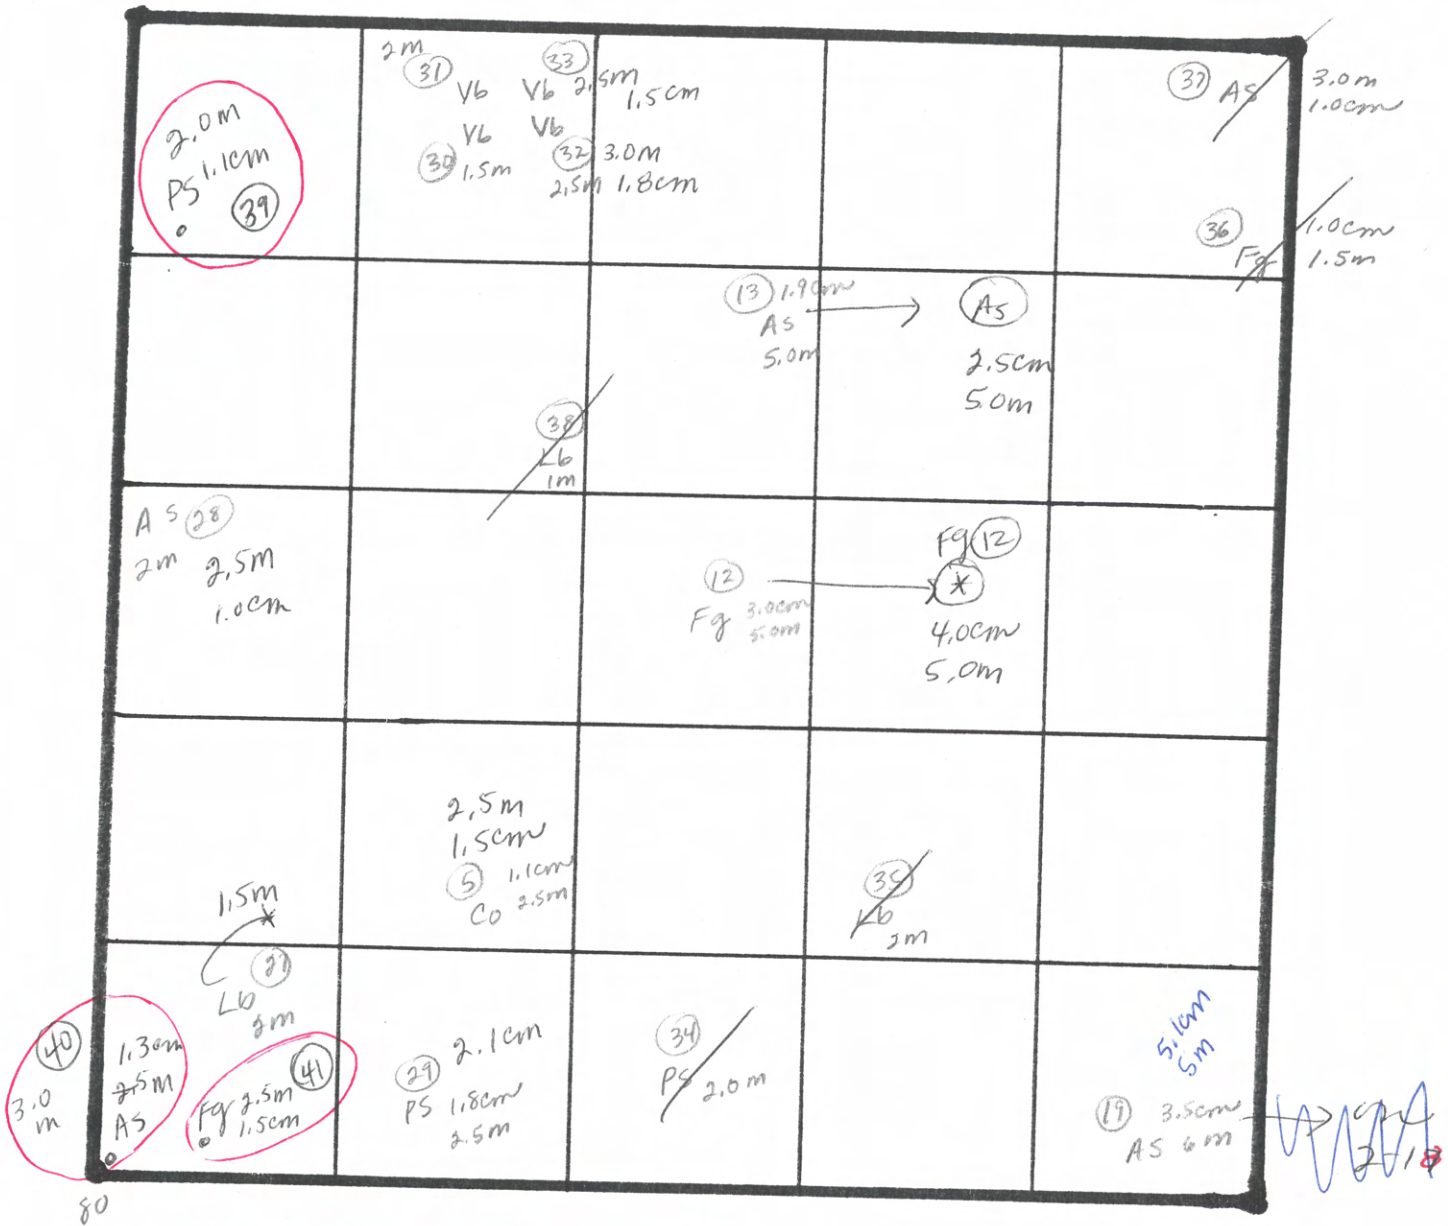 2m
31 Vb
33
Vb 2.5m
1.5cm
Vb
30 1.5m
Vb
32 3.0m
2.5m 1.8cm
2.0m
1.1cm
PS
39
37 As
3.0m
1.0cm
36
Fg
1.0cm
1.5m
13 1.9cm
As
5.0m
As
2.5cm
5.0m
38
Lb
1m
As 28
2m 2.5m
1.0cm
12
Fg 3.0cm
5.0m
Fg 12
*
4.0cm
5.0m
2.5m
1.5cm
5 1.1cm
Co 2.5m
35
Lb
2m
1.5m
*
27
Lb
2m
40
3.0
m
1.3cm
2.5m
AS
41
Fg 2.5m
1.5cm
29
2.1cm
PS 1.8cm
2.5m
34
PS 2.0m
5.1cm
5m
19 3.5cm
AS 6m
80